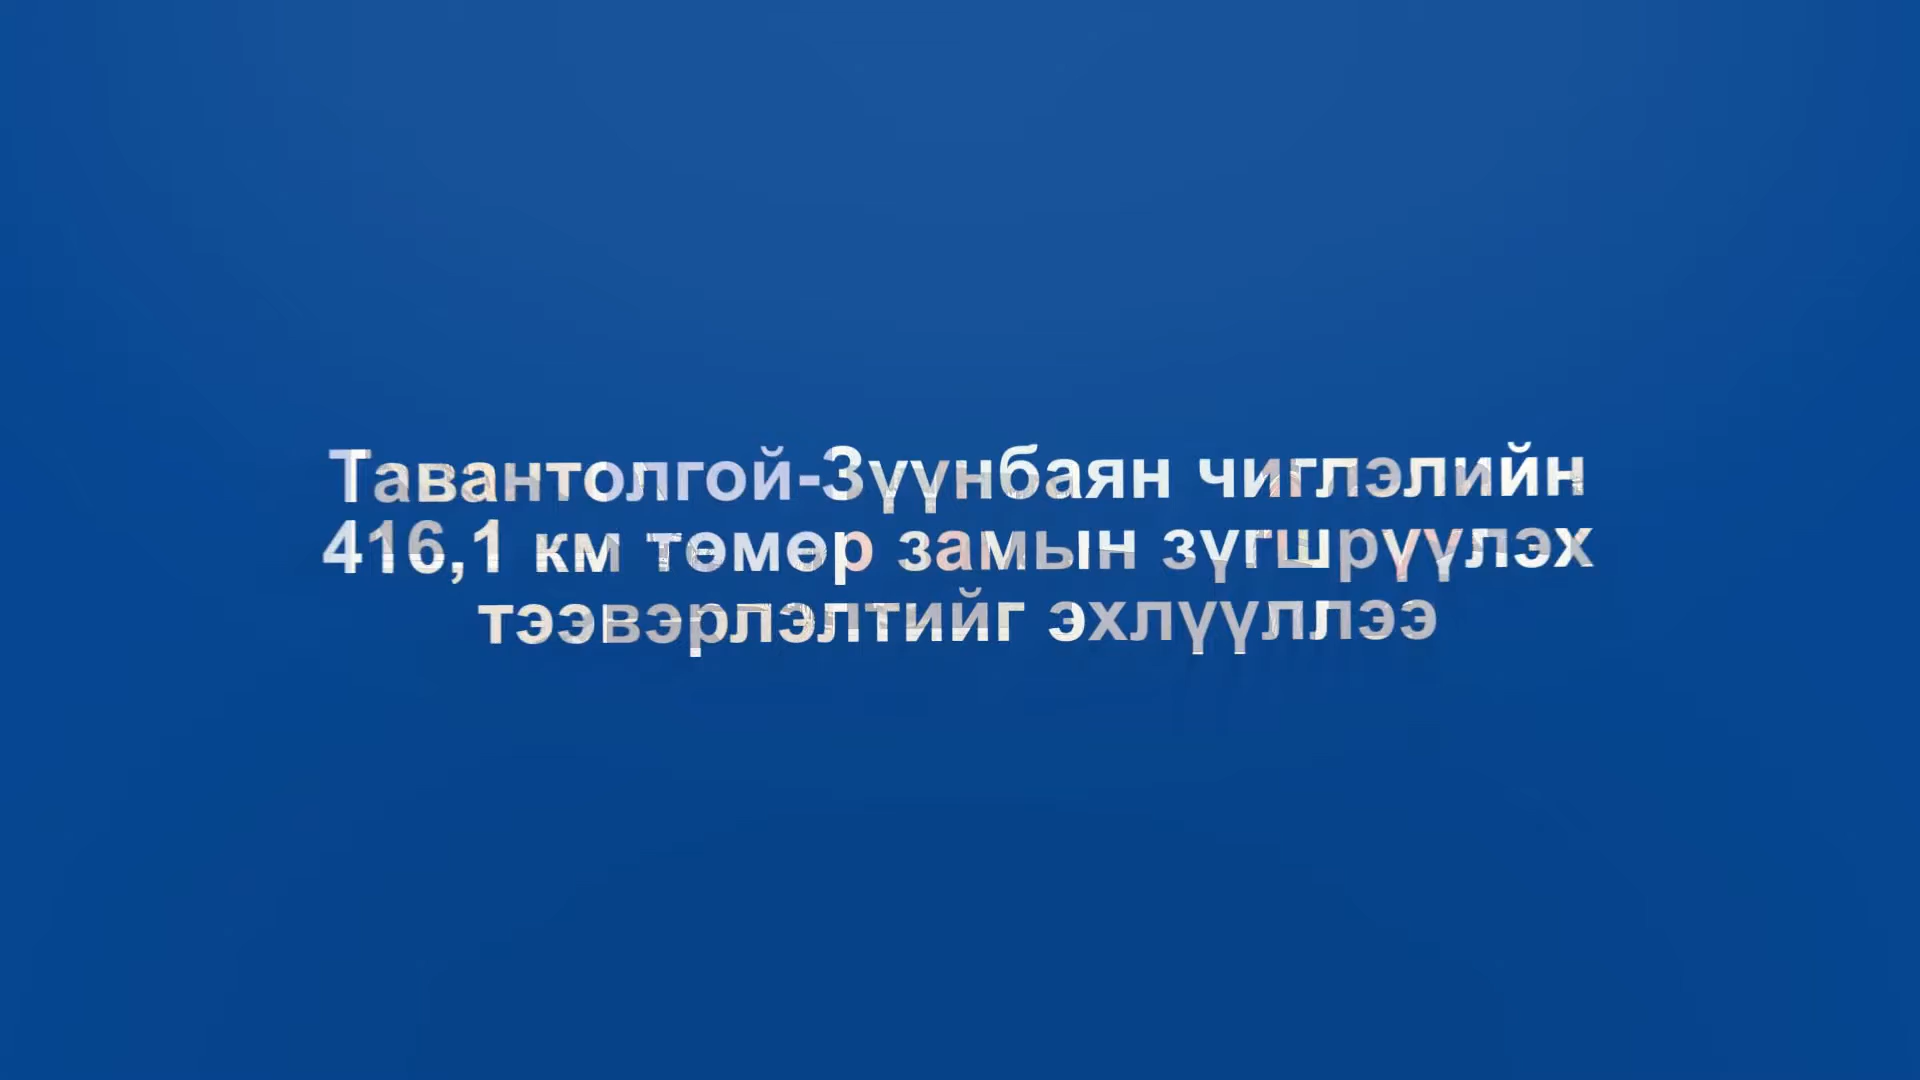 Тавантолгой-Зүүнбаян чиглэлийн
416,1 км төмөр замын зүгшрүүлэх
тээвэрлэлтийг эхлүүллээ